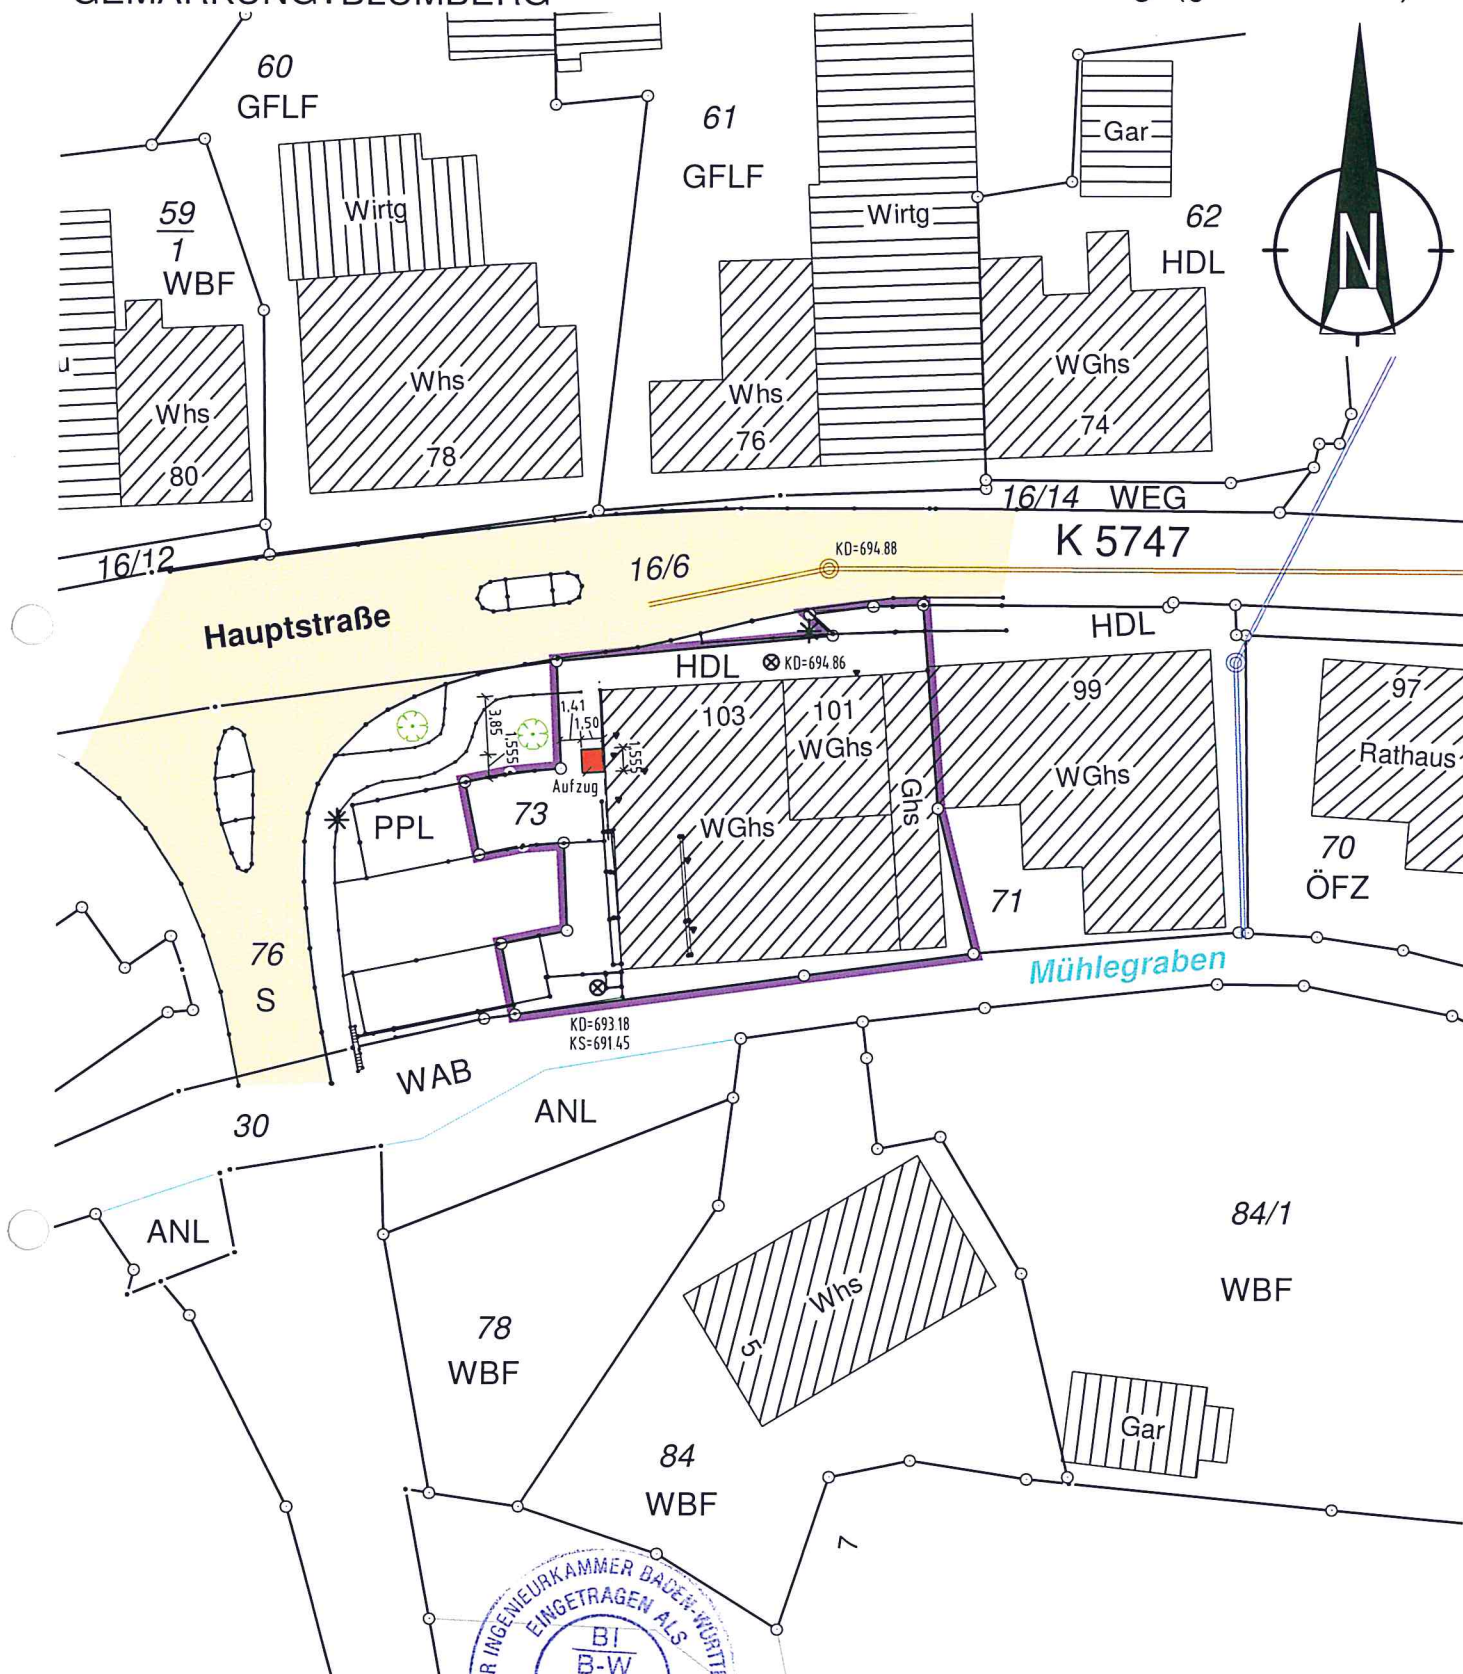 GEMARKUNG: BLUMBERG
60
GFLF
61
GFLF
Gar
59
1
WBF
Wirtg
Wirtg
62
HDL
N
Whs
80
Whs
78
Whs
76
WGhs
74
16/14 WEG
16/12
16/6
KD=694.88
K 5747
Hauptstraße
HDL
KD=694.86
HDL
3,85
1,555
1,41
1,50
1,555
Aufzug
103
101
WGhs
WGhs
Ghs
99
WGhs
97
Rathaus
PPL
73
71
70
ÖFZ
76
S
Mühlegraben
KD=693.18
KS=691.45
WAB
30
ANL
ANL
Whs
5
84/1
WBF
78
WBF
Gar
84
WBF
7
R INGENIEURKAMMER BADEN-WÜRTTE
EINGETRAGEN ALS
BI
B-W